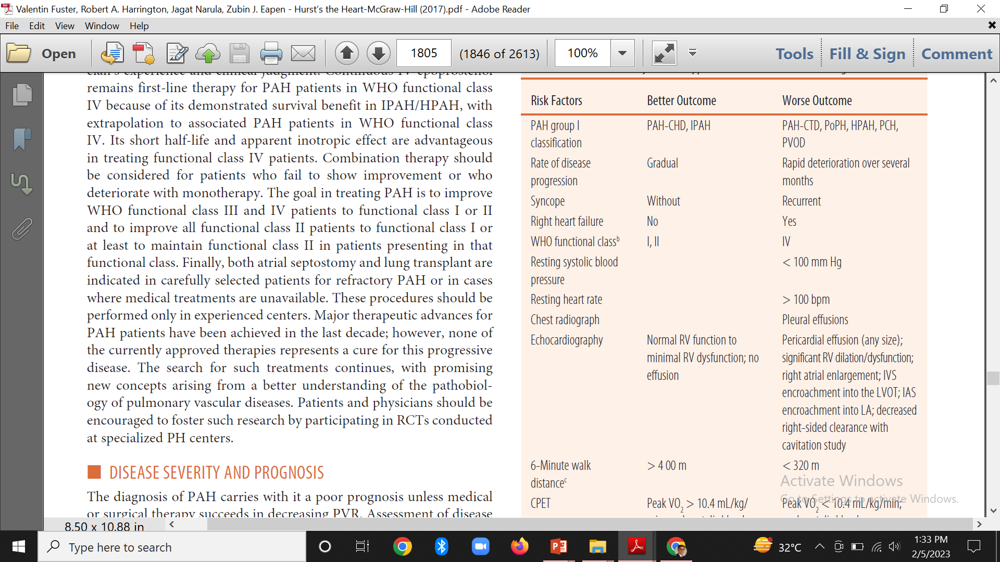 Valentin Fuster, Robert A. Harrington, Jagat Narula, Zubin J. Eapen - Hurst's the Heart-McGraw-Hill (2017).pdf - Adobe Reader
File Edit View Window Help
Open
1805
(1846 of 2613)
100%
Tools
Fill & Sign
Comment
cian's experience and clinical judgment. Continuous IV epoprostenol
remains first-line therapy for PAH patients in WHO functional class
IV because of its demonstrated survival benefit in IPAH/HPAH, with
extrapolation to associated PAH patients in WHO functional class
IV. Its short half-life and apparent inotropic effect are advantageous
in treating functional class IV patients. Combination therapy should
be considered for patients who fail to show improvement or who
deteriorate with monotherapy. The goal in treating PAH is to improve
WHO functional class III and IV patients to functional class I or II
and to improve all functional class II patients to functional class I or
at least to maintain functional class II in patients presenting in that
functional class. Finally, both atrial septostomy and lung transplant are
indicated in carefully selected patients for refractory PAH or in cases
where medical treatments are unavailable. These procedures should be
performed only in experienced centers. Major therapeutic advances for
PAH patients have been achieved in the last decade; however, none of
the currently approved therapies represents a cure for this progressive
disease. The search for such treatments continues, with promising
new concepts arising from a better understanding of the pathobiol-
ogy of pulmonary vascular diseases. Patients and physicians should be
encouraged to foster such research by participating in RCTs conducted
at specialized PH centers.
DISEASE SEVERITY AND PROGNOSIS
The diagnosis of PAH carries with it a poor prognosis unless medical
or surgical therapy succeeds in decreasing PVR. Assessment of disease
Risk Factors Better Outcome Worse Outcome
PAH group I PAH-CHD, IPAH PAH-CTD, PoPH, HPAH, PCH,
classification PVOD
Rate of disease Gradual Rapid deterioration over several
progression months
Syncope Without Recurrent
Right heart failure No Yes
WHO functional classb I, II IV
Resting systolic blood < 100 mm Hg
pressure
Resting heart rate > 100 bpm
Chest radiograph Pleural effusions
Echocardiography Normal RV function to Pericardial effusion (any size);
minimal RV dysfunction; no significant RV dilation/dysfunction;
effusion right atrial enlargement; IVS
encroachment into the LVOT; IAS
encroachment into LA; decreased
right-sided clearance with
cavitation study
6-Minute walk > 4 00 m < 320 m
distancec
CPET Peak VO2 > 10.4 mL/kg/ Peak VO2 < 10.4 mL/kg/min;
Activate Windows
Go to Settings to activate Windows.
8.50 x 10.88 in
Type here to search
32°C
1:33 PM
2/5/2023